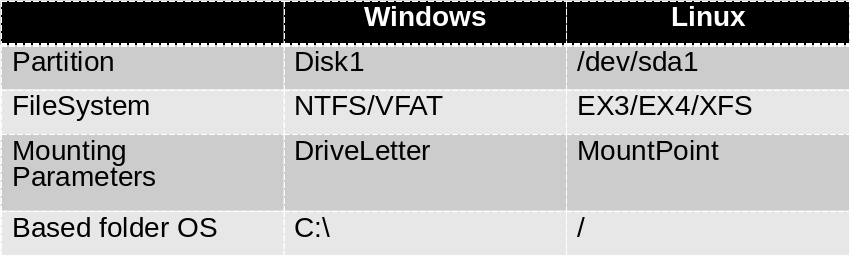 Windows Linux
Partition Disk1 /dev/sda1
FileSystem NTFS/VFAT EX3/EX4/XFS
Mounting DriveLetter MountPoint
Parameters
Based folder OS C:\ /